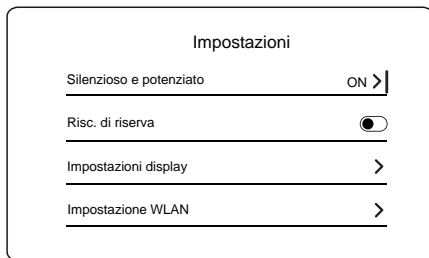 Impostazioni
Silenzioso e potenziato ON
Risc. di riserva
Impostazioni display
Impostazione WLAN